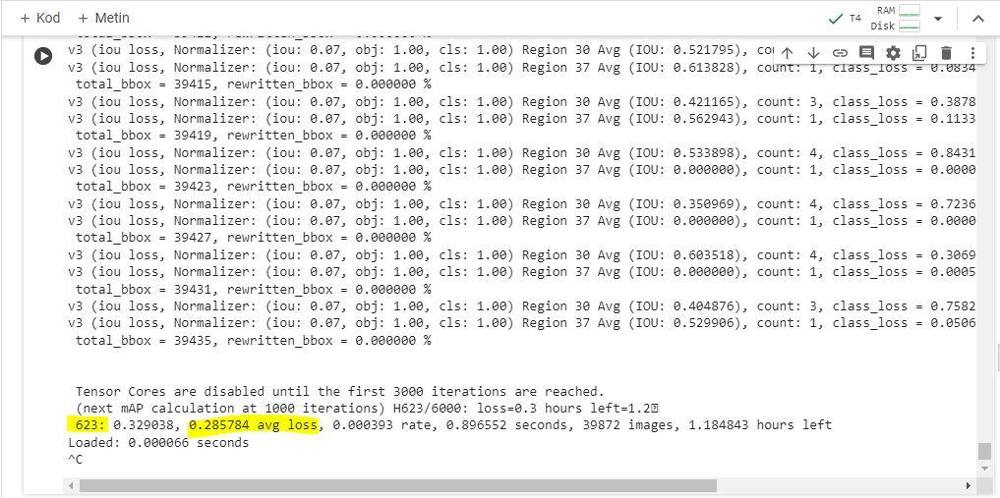 + Kod + Metin
T4 RAM
Disk
v3 (iou loss, Normalizer: (iou: 0.07, obj: 1.00, cls: 1.00) Region 30 Avg (IOU: 0.521795),
v3 (iou loss, Normalizer: (iou: 0.07, obj: 1.00, cls: 1.00) Region 37 Avg (IOU: 0.613828), count: 1, class_loss = 0.0834
total_bbox = 39415, rewritten_bbox = 0.000000 %
v3 (iou loss, Normalizer: (iou: 0.07, obj: 1.00, cls: 1.00) Region 30 Avg (IOU: 0.421165), count: 3, class_loss = 0.3878
v3 (iou loss, Normalizer: (iou: 0.07, obj: 1.00, cls: 1.00) Region 37 Avg (IOU: 0.562943), count: 1, class_loss = 0.1133
total_bbox = 39419, rewritten_bbox = 0.000000 %
v3 (iou loss, Normalizer: (iou: 0.07, obj: 1.00, cls: 1.00) Region 30 Avg (IOU: 0.533898), count: 4, class_loss = 0.8431
v3 (iou loss, Normalizer: (iou: 0.07, obj: 1.00, cls: 1.00) Region 37 Avg (IOU: 0.000000), count: 1, class_loss = 0.0000
total_bbox = 39423, rewritten_bbox = 0.000000 %
v3 (iou loss, Normalizer: (iou: 0.07, obj: 1.00, cls: 1.00) Region 30 Avg (IOU: 0.350969), count: 4, class_loss = 0.7236
v3 (iou loss, Normalizer: (iou: 0.07, obj: 1.00, cls: 1.00) Region 37 Avg (IOU: 0.000000), count: 1, class_loss = 0.0000
total_bbox = 39427, rewritten_bbox = 0.000000 %
v3 (iou loss, Normalizer: (iou: 0.07, obj: 1.00, cls: 1.00) Region 30 Avg (IOU: 0.603518), count: 4, class_loss = 0.3069
v3 (iou loss, Normalizer: (iou: 0.07, obj: 1.00, cls: 1.00) Region 37 Avg (IOU: 0.000000), count: 1, class_loss = 0.0005
total_bbox = 39431, rewritten_bbox = 0.000000 %
v3 (iou loss, Normalizer: (iou: 0.07, obj: 1.00, cls: 1.00) Region 30 Avg (IOU: 0.404876), count: 3, class_loss = 0.7582
v3 (iou loss, Normalizer: (iou: 0.07, obj: 1.00, cls: 1.00) Region 37 Avg (IOU: 0.529906), count: 1, class_loss = 0.0506
total_bbox = 39435, rewritten_bbox = 0.000000 %
Tensor Cores are disabled until the first 3000 iterations are reached.
(next mAP calculation at 1000 iterations) H623/6000: loss=0.3 hours left=1.2
623: 0.329038, 0.285784 avg loss, 0.000393 rate, 0.896552 seconds, 39872 images, 1.184843 hours left
Loaded: 0.000066 seconds
^C